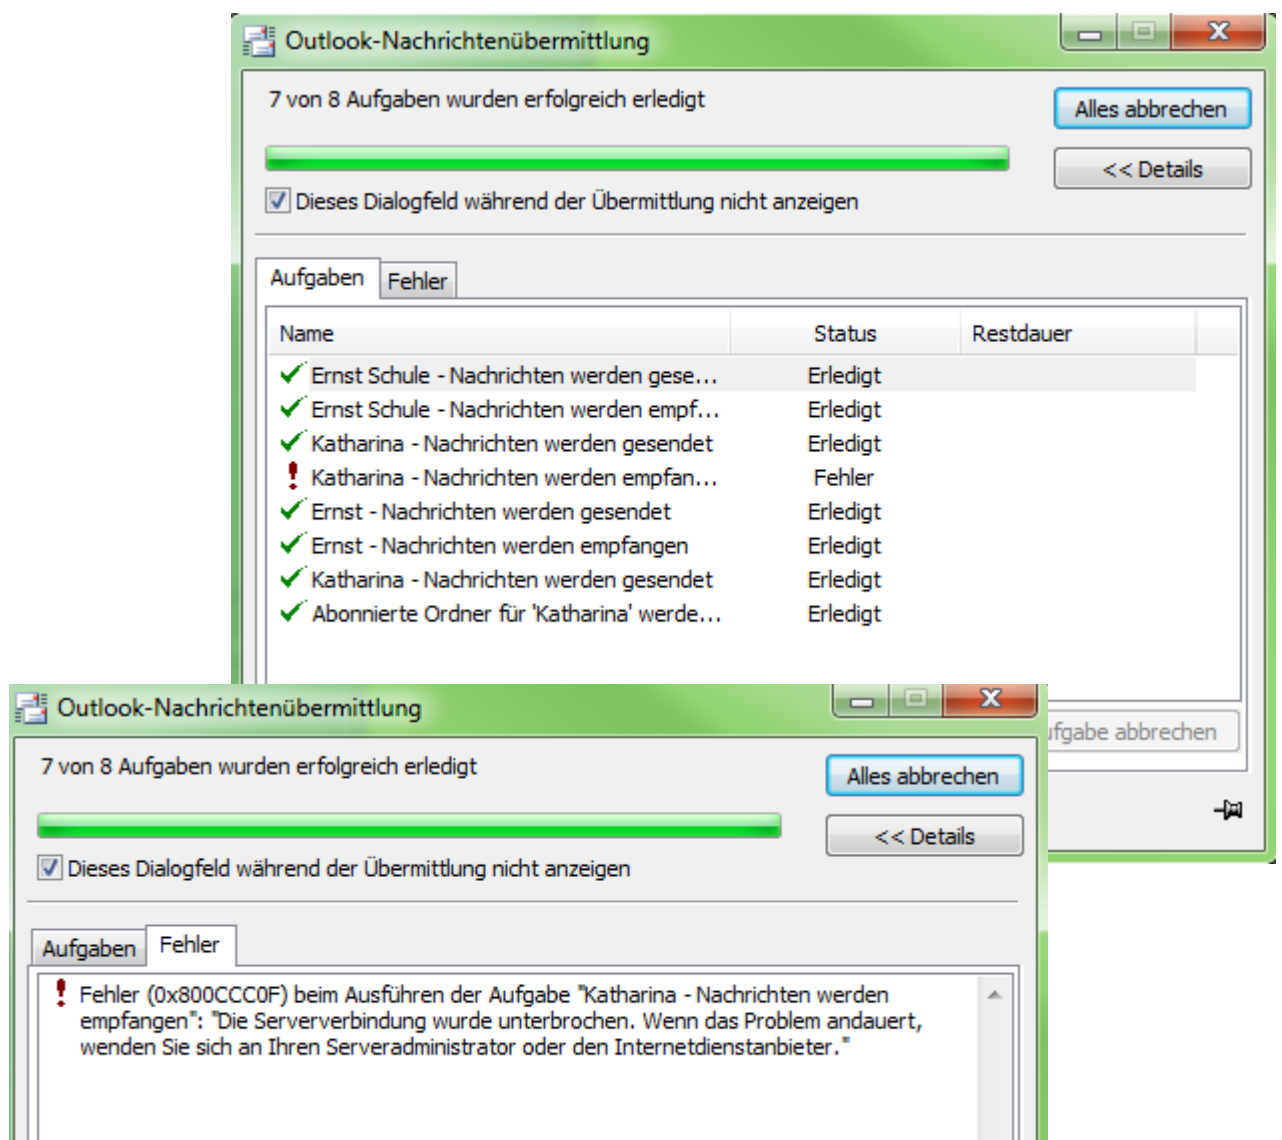 Outlook-Nachrichtenübermittlung
7 von 8 Aufgaben wurden erfolgreich erledigt
Alles abbrechen
<< Details
Dieses Dialogfeld während der Übermittlung nicht anzeigen
Aufgaben Fehler
Name Status Restdauer
Ernst Schule - Nachrichten werden gese... Erledigt
Ernst Schule - Nachrichten werden empf... Erledigt
Katharina - Nachrichten werden gesendet Erledigt
Katharina - Nachrichten werden empfan... Fehler
Ernst - Nachrichten werden gesendet Erledigt
Ernst - Nachrichten werden empfangen Erledigt
Katharina - Nachrichten werden gesendet Erledigt
Abonnierte Ordner für 'Katharina' werde... Erledigt
ufgabe abbrechen
Outlook-Nachrichtenübermittlung
7 von 8 Aufgaben wurden erfolgreich erledigt
Alles abbrechen
<< Details
Dieses Dialogfeld während der Übermittlung nicht anzeigen
Aufgaben Fehler
Fehler (0x800CCC0F) beim Ausführen der Aufgabe "Katharina - Nachrichten werden
empfangen": "Die Serververbindung wurde unterbrochen. Wenn das Problem andauert,
wenden Sie sich an Ihren Serveradministrator oder den Internetdienstanbieter."